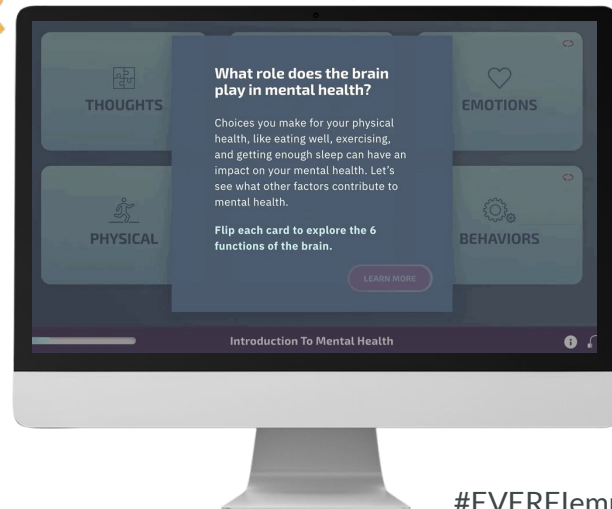 What role does the brain
play in mental health?
THOUGHTS
EMOTIONS
Choices you make for your physical
health, like eating well, exercising,
and getting enough sleep can have an
impact on your mental health. Let's
see what other factors contribute to
mental health.
Flip each card to explore the 6
functions of the brain.
PHYSICAL
BEHAVIORS
LEARN MORE
Introduction To Mental Health